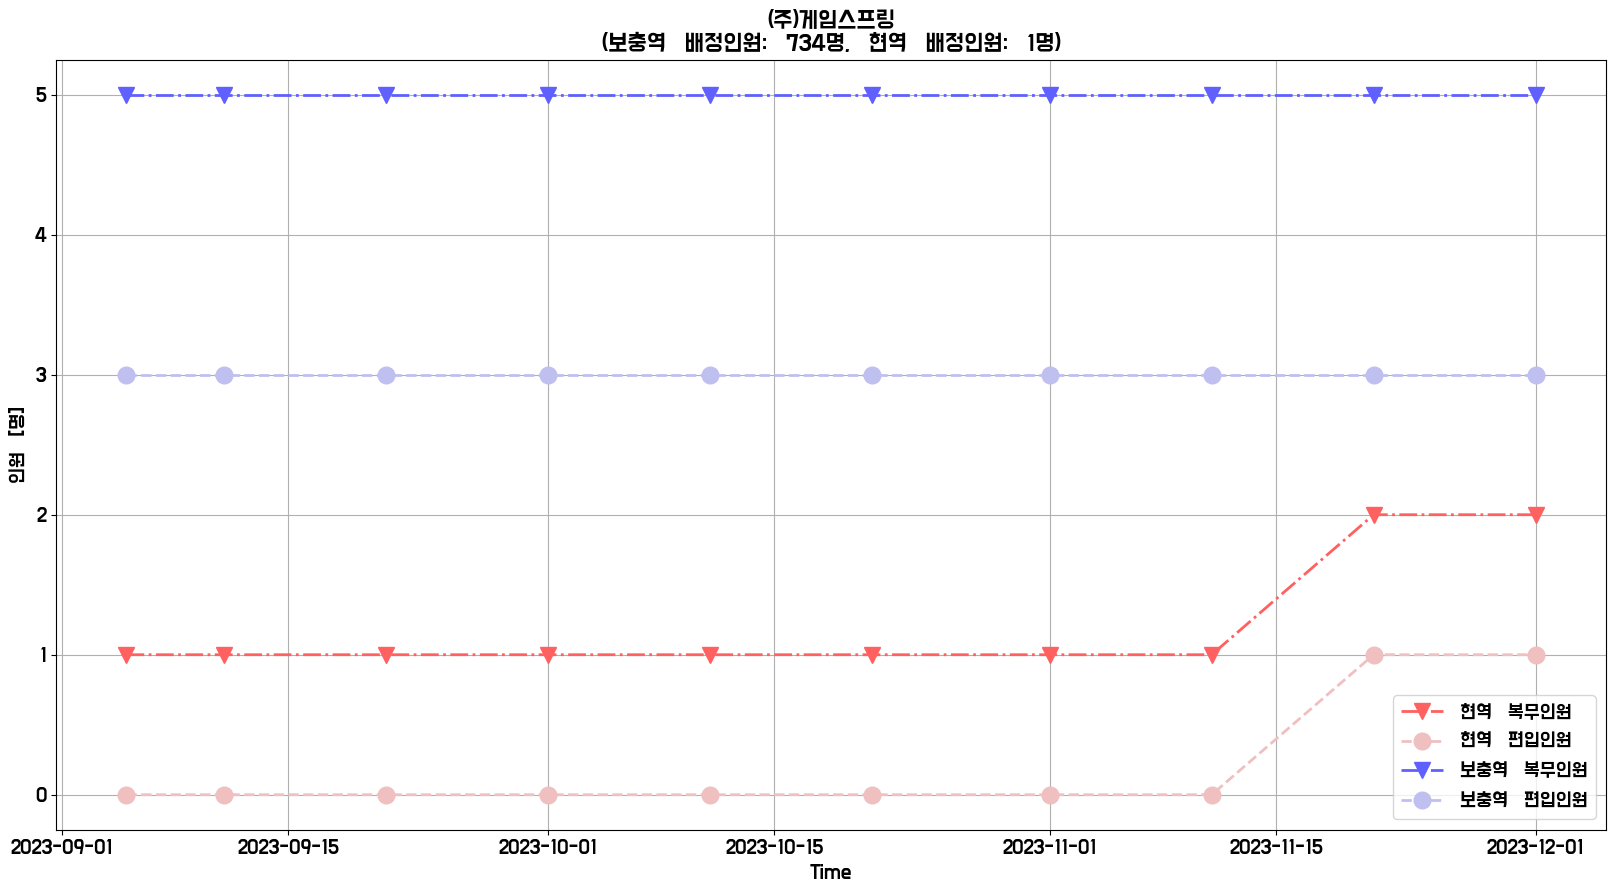 (주)게임스프링
(보충역 배정인원: 734명, 현역 배정인원: 1명)
5
4
3
2
1
0
인원 [명]
현역 복무인원
현역 편입인원
보충역 복무인원
보충역 편입인원
2023-09-01 2023-09-15 2023-10-01 2023-10-15 2023-11-01 2023-11-15 2023-12-01
Time